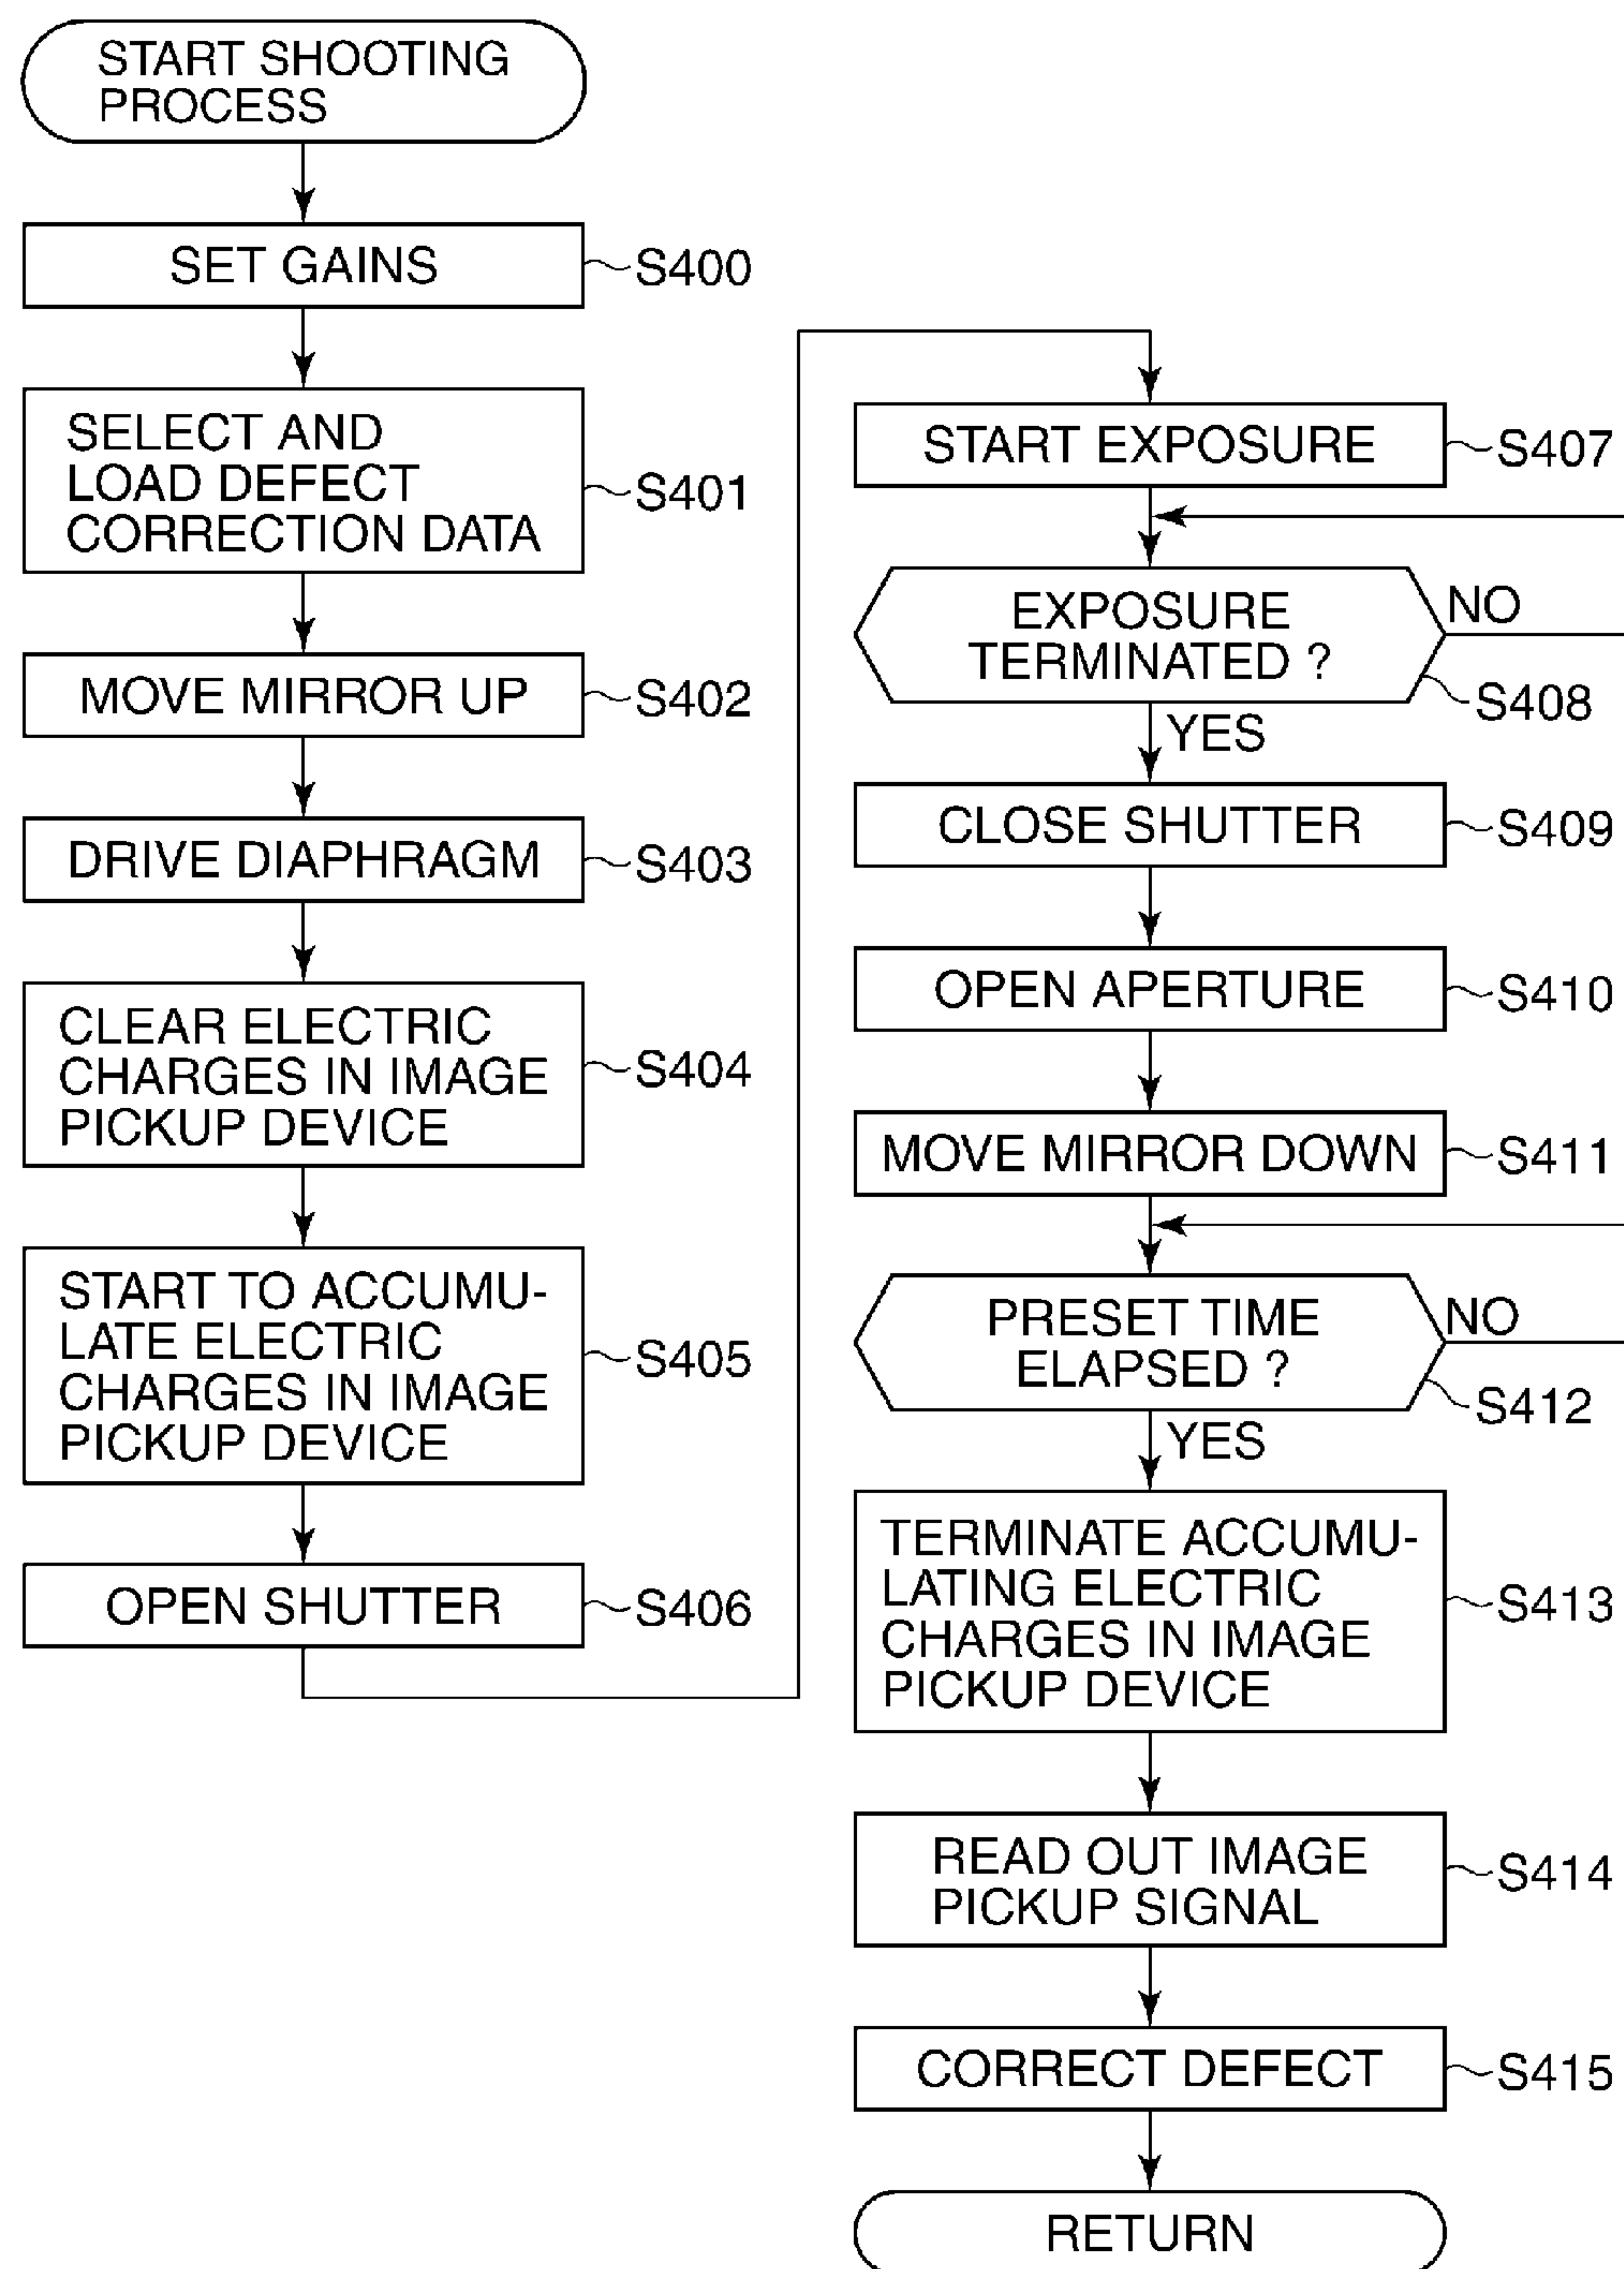 START SHOOTING
PROCESS
SET GAINS
S400
SELECT AND
LOAD DEFECT
CORRECTION DATA
S401
MOVE MIRROR UP
S402
DRIVE DIAPHRAGM
S403
CLEAR ELECTRIC
CHARGES IN IMAGE
PICKUP DEVICE
S404
START TO ACCUMU-
LATE ELECTRIC
CHARGES IN IMAGE
PICKUP DEVICE
S405
OPEN SHUTTER
S406
START EXPOSURE
S407
EXPOSURE
TERMINATED ?
NO
S408
YES
CLOSE SHUTTER
S409
OPEN APERTURE
S410
MOVE MIRROR DOWN
S411
PRESET TIME
ELAPSED ?
NO
S412
YES
TERMINATE ACCUMU-
LATING ELECTRIC
CHARGES IN IMAGE
PICKUP DEVICE
S413
READ OUT IMAGE
PICKUP SIGNAL
S414
CORRECT DEFECT
S415
RETURN